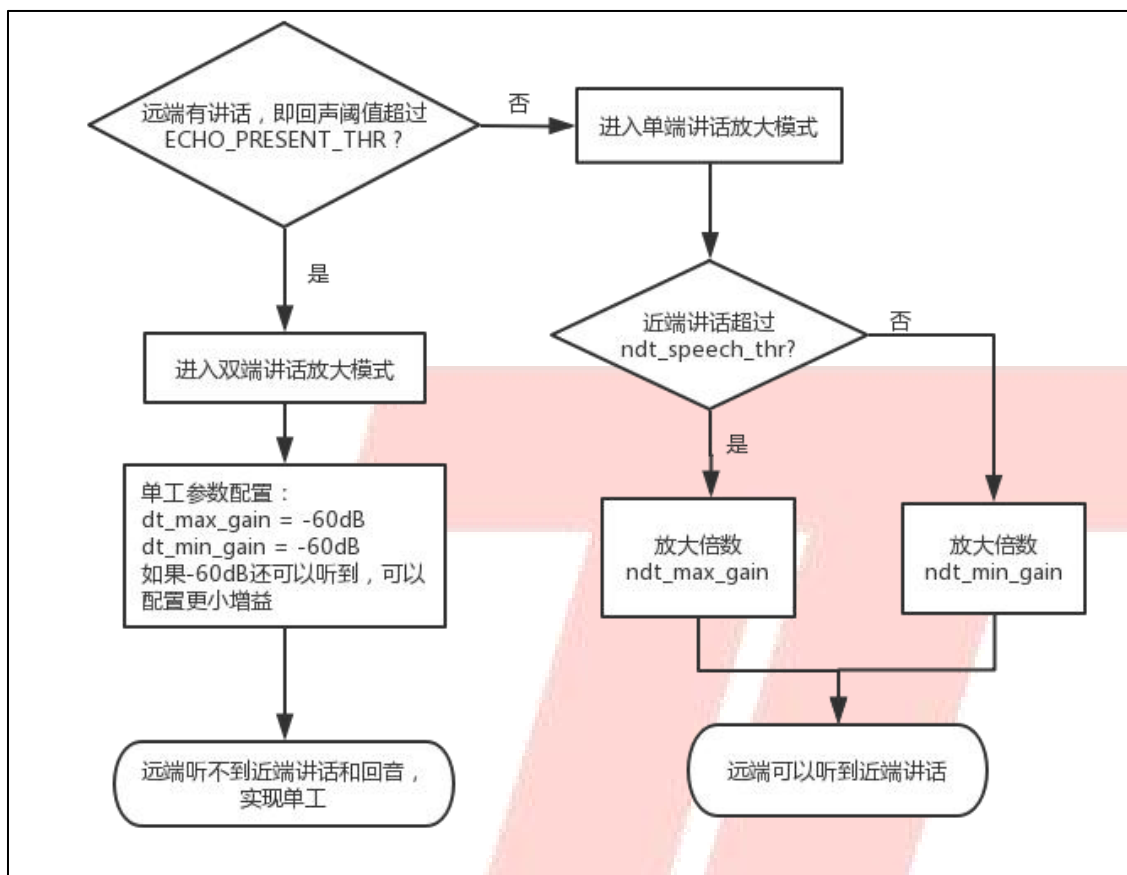 远端有讲话，即回声阈值超过
ECHO_PRESENT_THR？
否
进入单端讲话放大模式
是
近端讲话超过
ndt_speech_thr?
否
进入双端讲话放大模式
是
单工参数配置：
dt_max_gain = -60dB
dt_min_gain = -60dB
如果-60dB还可以听到，可以
配置更小增益
放大倍数
ndt_max_gain
放大倍数
ndt_min_gain
远端听不到近端讲话和回音，
实现单工
远端可以听到近端讲话